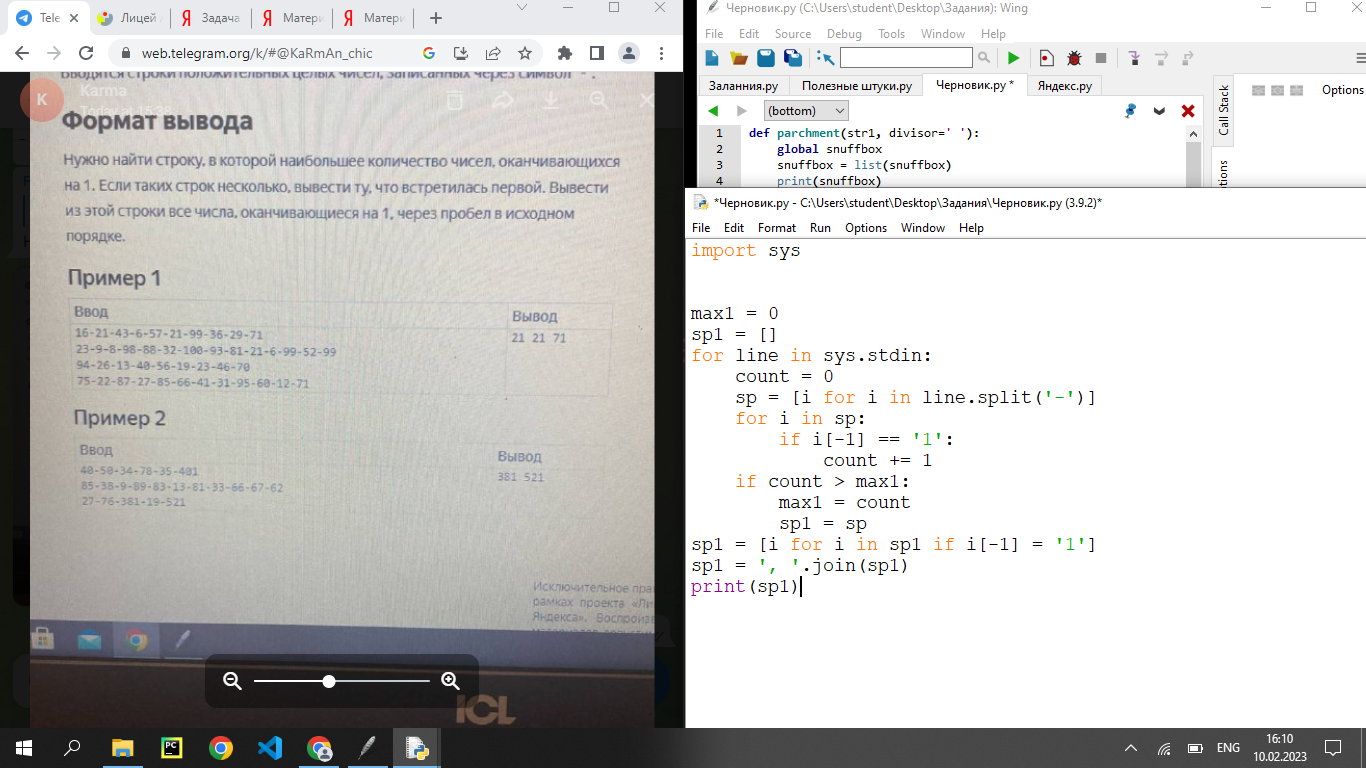 Tele
Лицей
Задача
Матери
Матери
web.telegram.org/k/#@KaRmAn_chic
Вводятся строки положительных целых чисел, записанных через символ "-".
K
Karma
Today at 15:38
Формат вывода
Нужно найти строку, в которой наибольшее количество чисел, оканчивающихся
на 1. Если таких строк несколько, вывести ту, что встретилась первой. Вывести
из этой строки все числа, оканчивающиеся на 1, через пробел в исходном
порядке.
Пример 1
Ввод
Вывод
16-21-43-6-57-21-99-36-29-71
21 21 71
23-9-8-98-88-32-100-93-81-21-6-99-52-99
94-26-13-40-56-19-23-46-70
75-22-87-27-85-66-41-31-95-60-12-71
Пример 2
Ввод
Вывод
40-50-34-78-35-401
381 521
85-38-9-89-83-13-81-33-66-67-62
27-76-381-19-521
Исключительное пра
рамках проекта «Ли
Яндекса». Воспроизв
ICL
Черновик.py (C:\Users\student\Desktop\Задания): Wing
File Edit Source Debug Tools Window Help
Заланния.py
Полезные штуки.py
Черновик.py *
Яндекс.py
(bottom)
Call Stack
Options
1 def parchment(str1, divisor=' '):
2 global snuffbox
3 snuffbox = list(snuffbox)
4 print(snuffbox)
*Черновик.py - C:\Users\student\Desktop\Задания\Черновик.py (3.9.2)*
File Edit Format Run Options Window Help
import sys
max1 = 0
sp1 = []
for line in sys.stdin:
count = 0
sp = [i for i in line.split('-')]
for i in sp:
if i[-1] == '1':
count += 1
if count > max1:
max1 = count
sp1 = sp
sp1 = [i for i in sp1 if i[-1] = '1']
sp1 = ', '.join(sp1)
print(sp1)
PC
ENG
16:10
10.02.2023